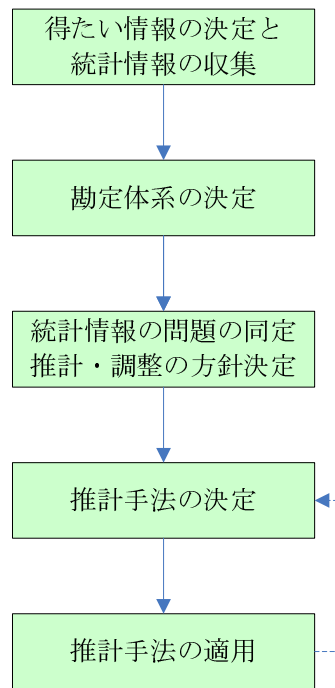 得たい情報の決定と
統計情報の収集
勘定体系の決定
統計情報の問題の同定
推計・調整の方針決定
推計手法の決定
推計手法の適用